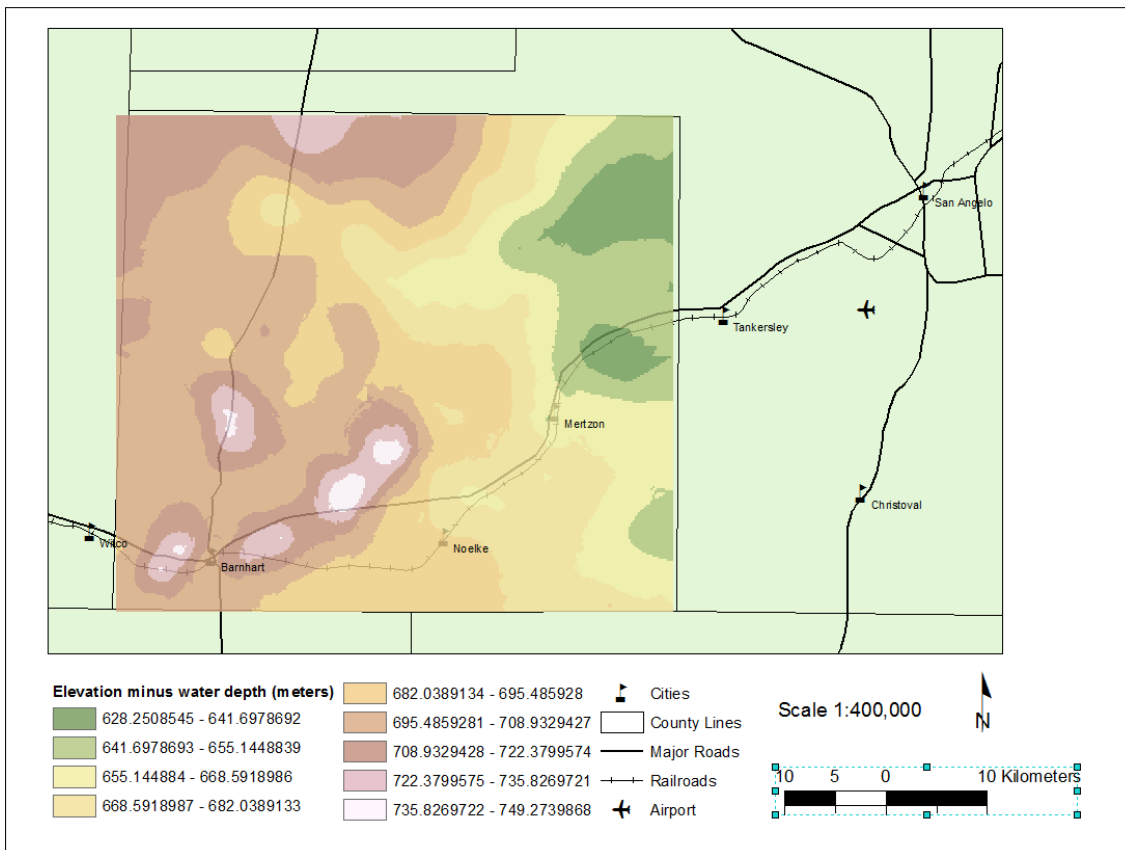 San Angelo
Tankersley
Mertzon
Christoval
Wilco
Noelke
Barnhart
Elevation minus water depth (meters)
628.2508545 - 641.6978692
641.6978693 - 655.1448839
655.144884 - 668.5918986
668.5918987 - 682.0389133
682.0389134 - 695.485928
695.4859281 - 708.9329427
708.9329428 - 722.3799574
722.3799575 - 735.8269721
735.8269722 - 749.2739868
Cities
County Lines
Major Roads
Railroads
Airport
Scale 1:400,000
N
10 5 0 10 Kilometers